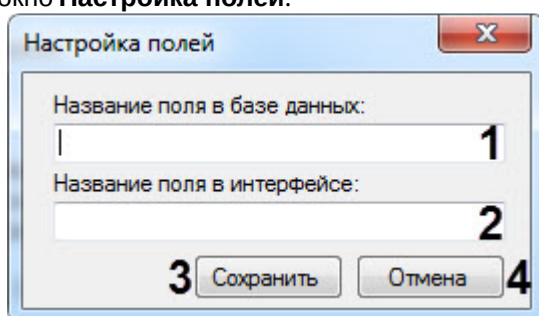 окно Настройка полей.
Настройка полей
Название поля в базе данных:
1
Название поля в интерфейсе:
2
3 Сохранить Отмена 4